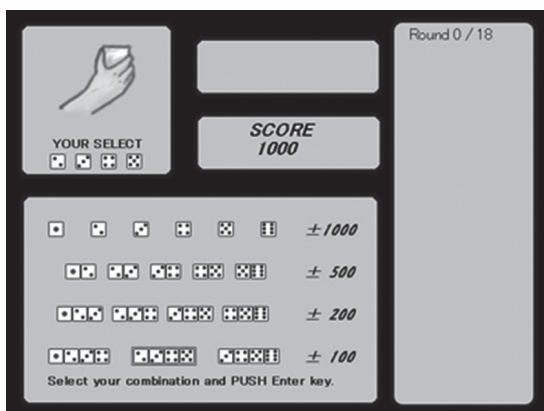 Round 0 / 18
YOUR SELECT
SCORE
1000
±1000
± 500
± 200
± 100
Select your combination and PUSH Enter key.